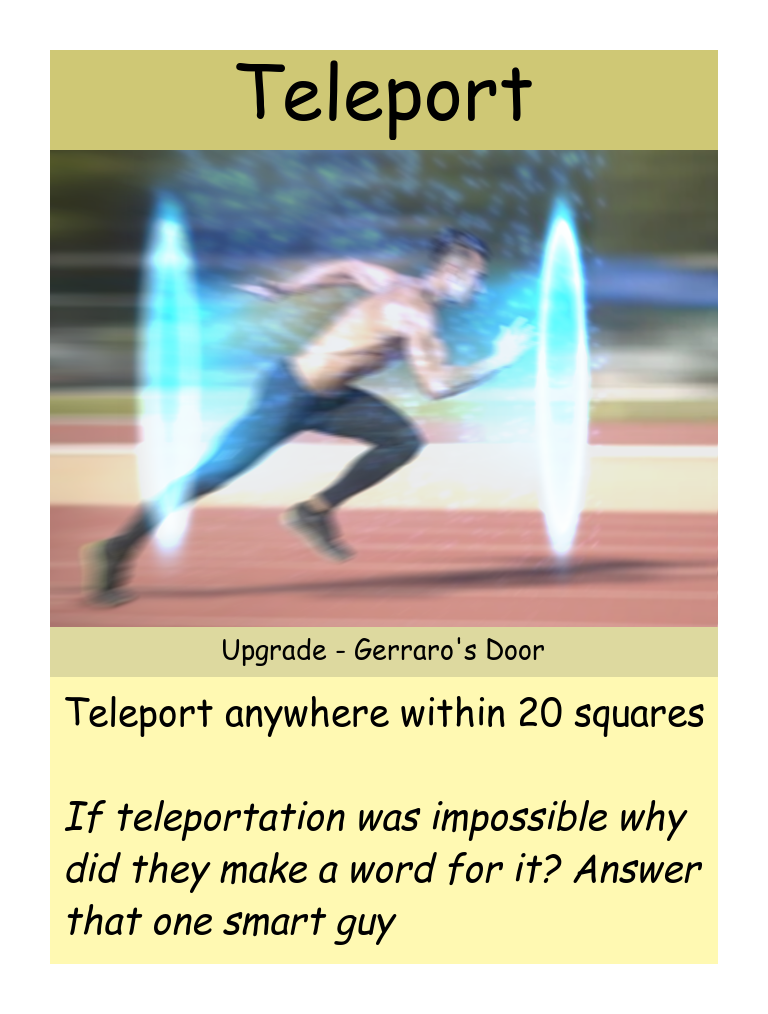 Teleport
Upgrade - Gerraro's Door
Teleport anywhere within 20 squares
If teleportation was impossible why
did they make a word for it? Answer
that one smart guy